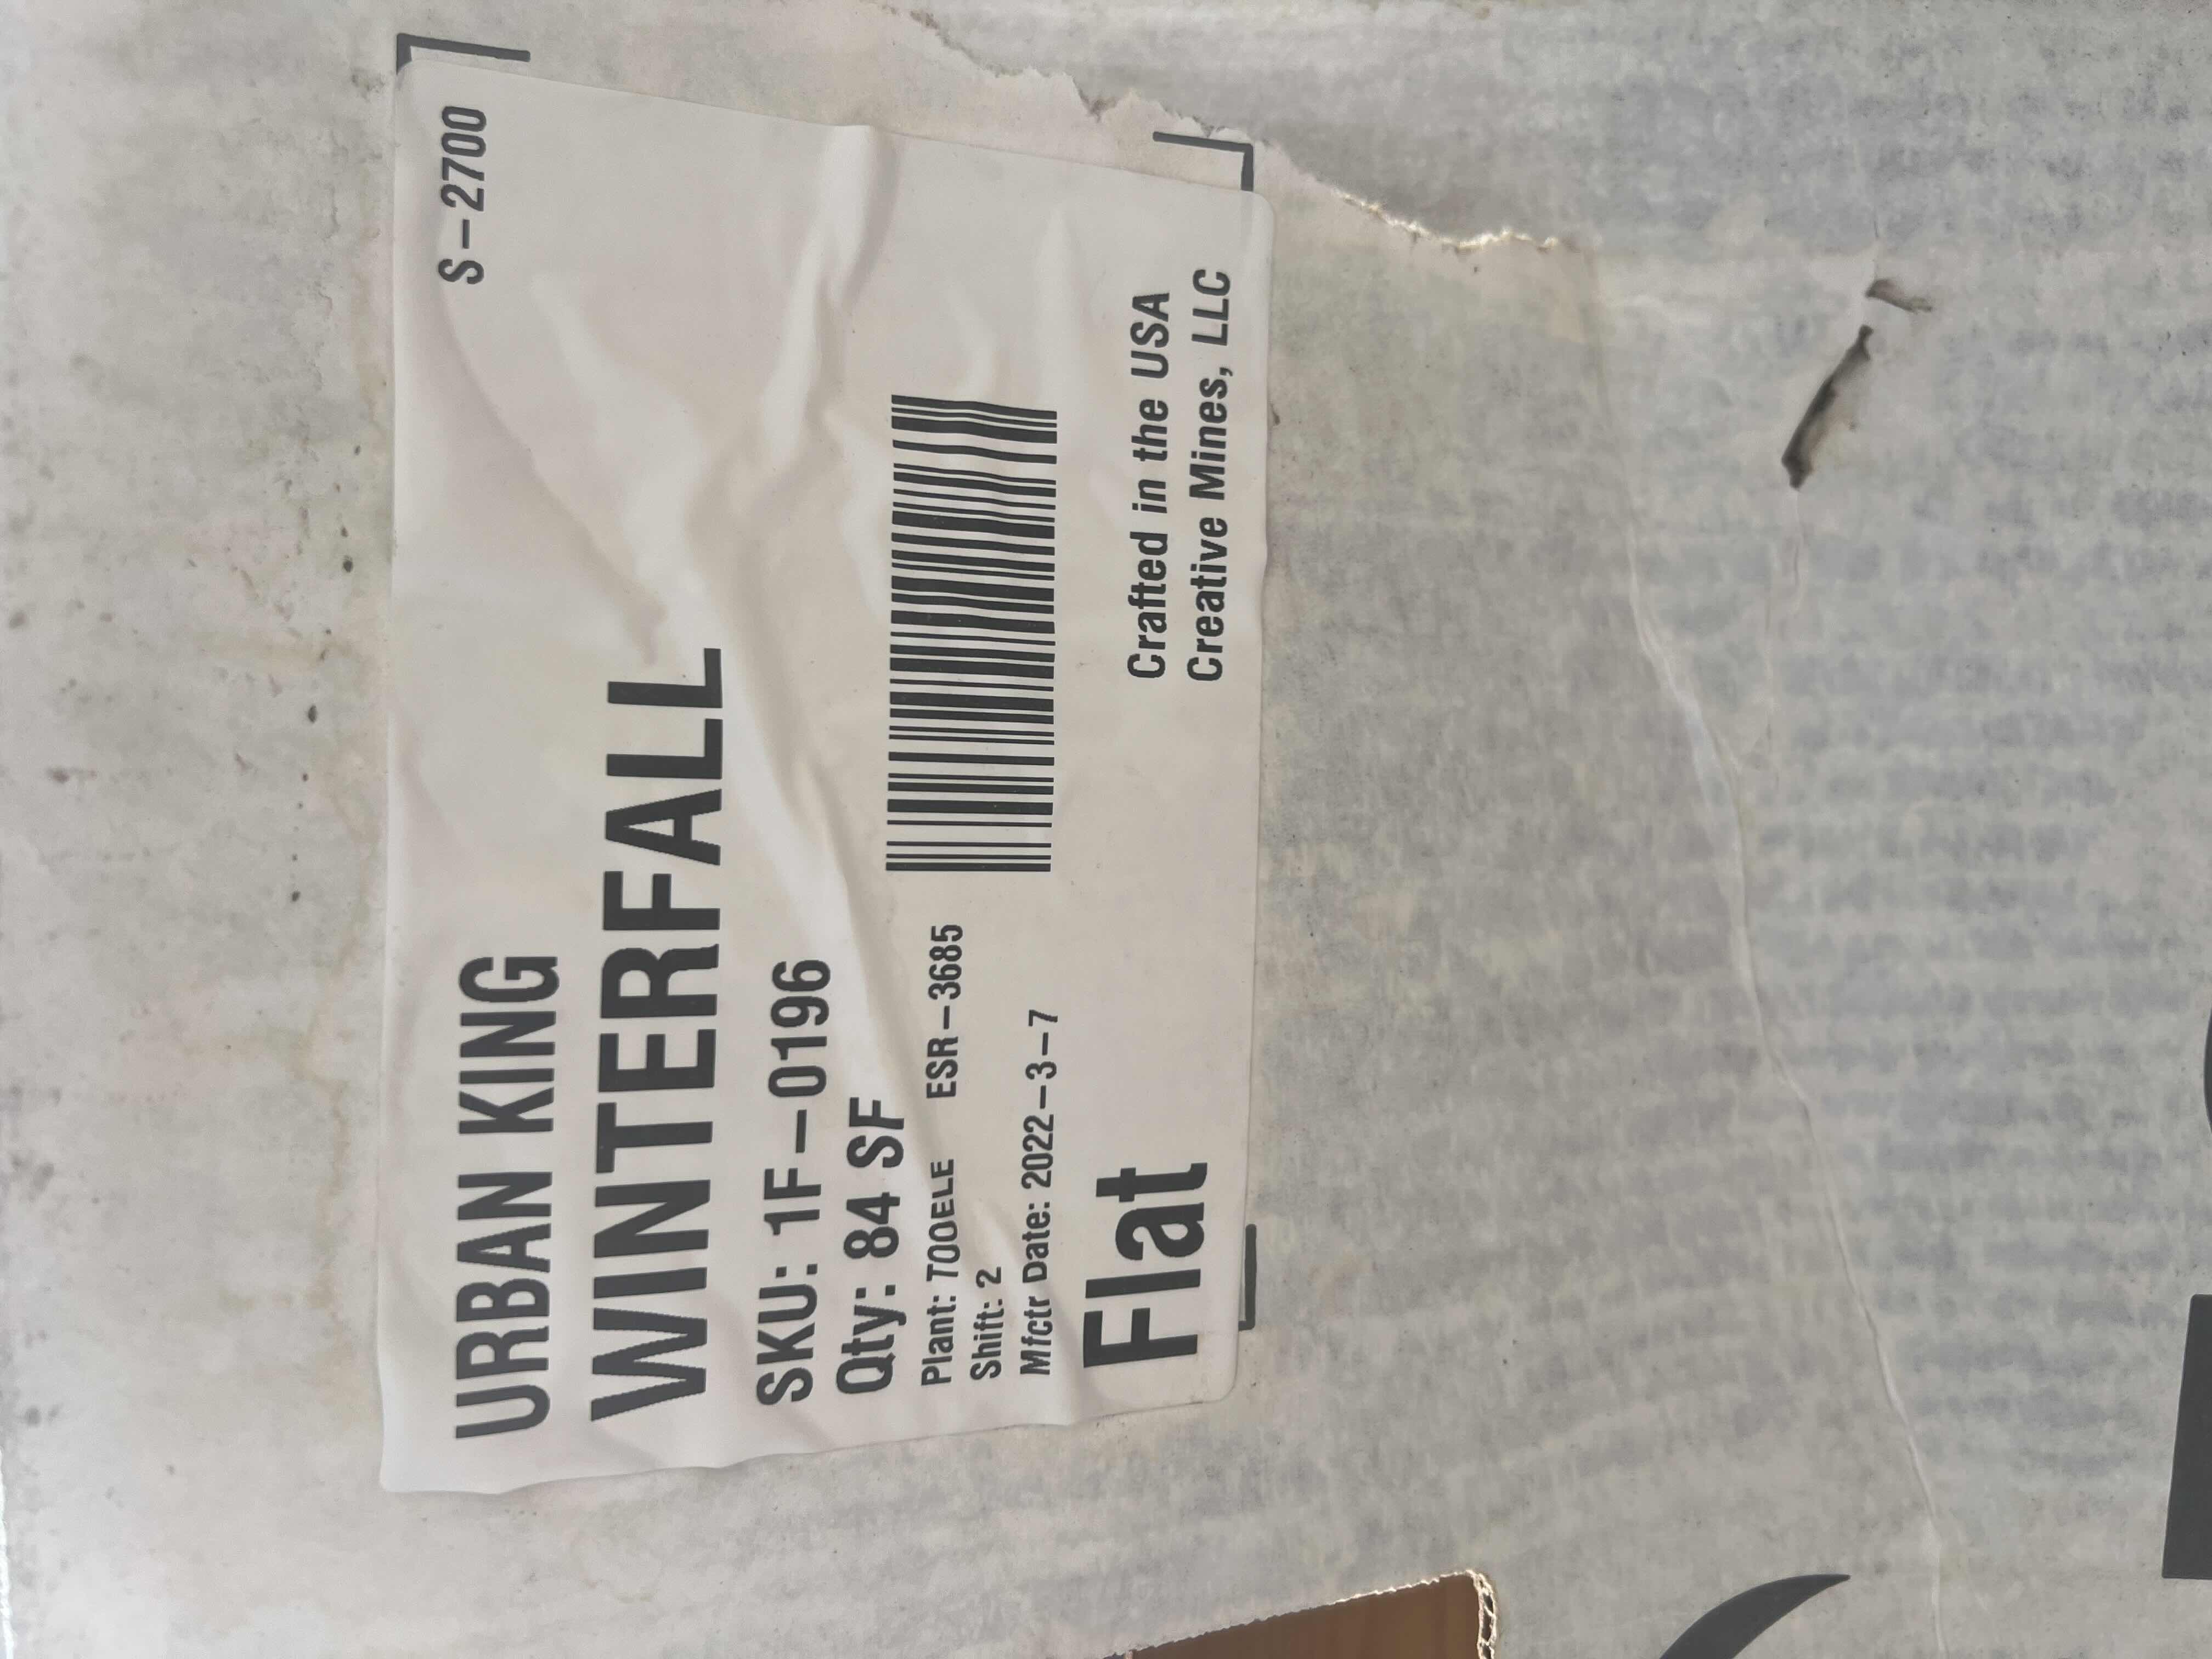 S-2700
URBAN KING
WINTERFALL
SKU: 1F-0196
Qty: 84 SF
Plant: TOOELE ESR-3685
Shift: 2
Mfctr Date: 2022-3-7
Flat
Crafted in the USA
Creative Mines, LLC